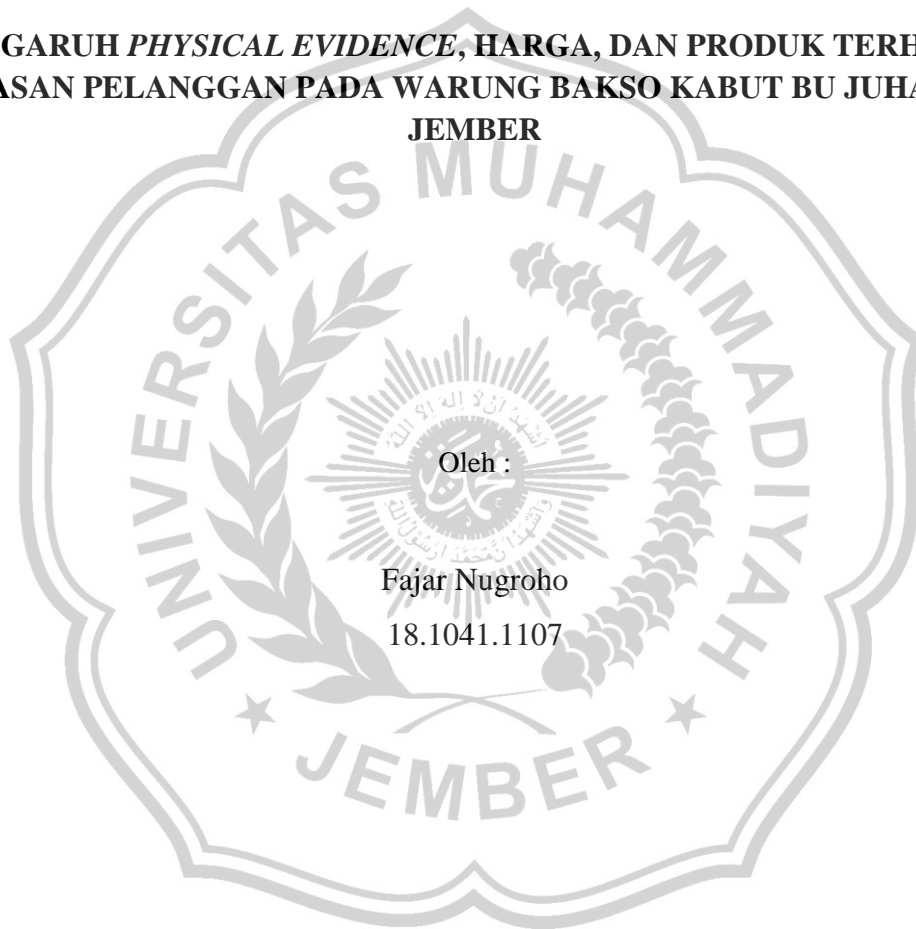 GARUH PHYSICAL EVIDENCE, HARGA, DAN PRODUK TERH
ASAN PELANGGAN PADA WARUNG BAKSO KABUT BU JUHA
JEMBER
UNIVERSITAS MUHAMMADIYAH
Oleh :
Fajar Nugroho
18.1041.1107
JEMBER